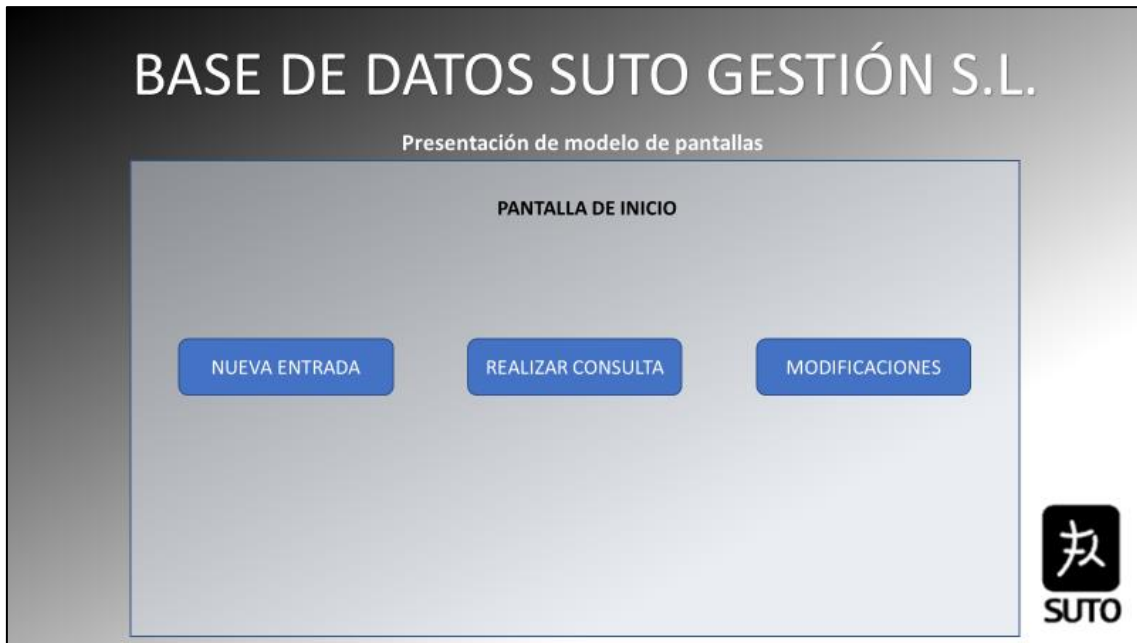 BASE DE DATOS SUTO GESTIÓN S.L.
Presentación de modelo de pantallas
PANTALLA DE INICIO
NUEVA ENTRADA
REALIZAR CONSULTA
MODIFICACIONES
SUTO